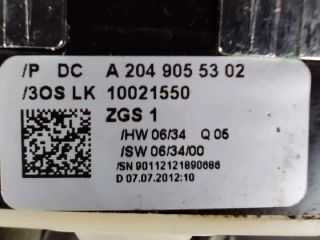 /P DC A 204 905 53 02
/3OS LK 10021550
ZGS 1
/HW 06/34 Q 05
/SW 06/34/00
/SN 90112121890686
D 07.07.2012:10